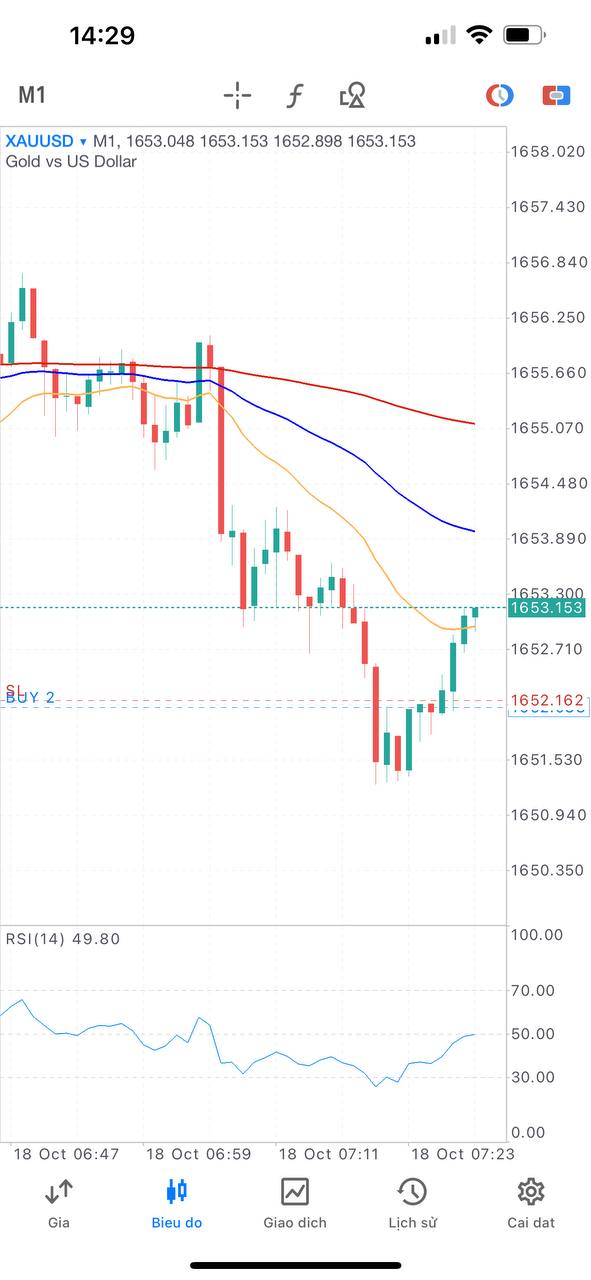 14:29
M1
XAUUSD ▾ M1, 1653.048 1653.153 1652.898 1653.153
Gold vs US Dollar
1658.020
1657.430
1656.840
1656.250
1655.660
1655.070
1654.480
1653.890
1653.300
1653.153
1652.710
SL
1652.162
BUY 2
1651.530
1650.940
1650.350
RSI(14) 49.80
100.00
70.00
50.00
30.00
0.00
18 Oct 06:47
18 Oct 06:59
18 Oct 07:11
18 Oct 07:23
Gia
Bieu do
Giao dich
Lịch sử
Cai dat